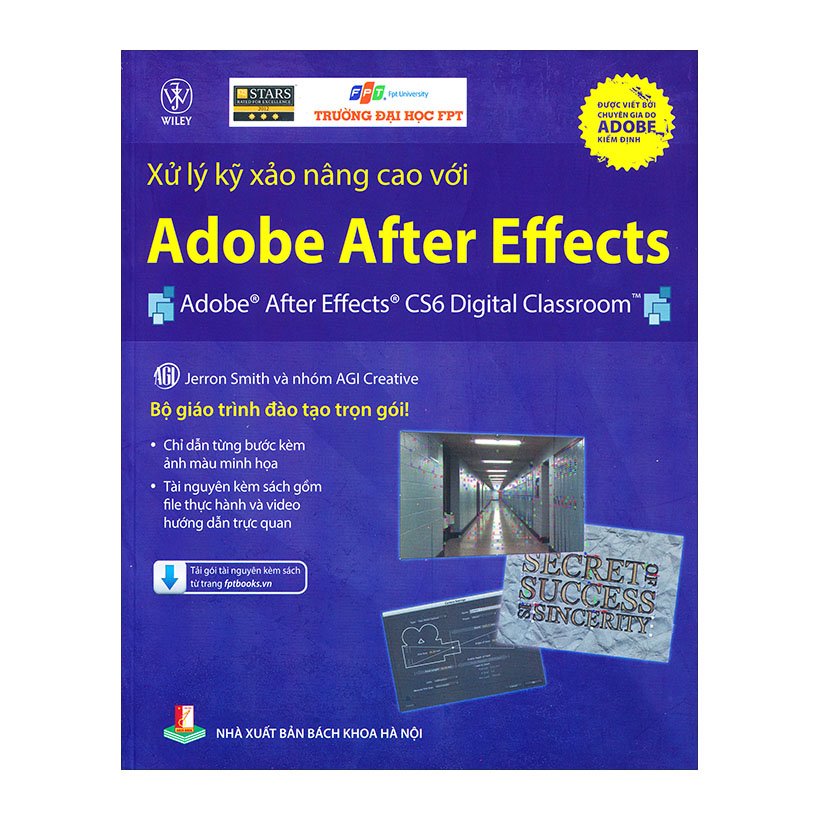 WILEY
STARS
RATED FOR EXCELLENCE
2012
FPT Fpt University
TRƯỜNG ĐẠI HỌC FPT
ĐƯỢC VIẾT BỞI
CHUYÊN GIA DO
ADOBE
KIỂM ĐỊNH
Xử lý kỹ xảo nâng cao với
Adobe After Effects
Adobe® After Effects® CS6 Digital Classroom™
AGI Jerron Smith và nhóm AGI Creative
Bộ giáo trình đào tạo trọn gói!
• Chỉ dẫn từng bước kèm
ảnh màu minh họa
• Tài nguyên kèm sách gồm
file thực hành và video
hướng dẫn trực quan
Tải gói tài nguyên kèm sách
từ trang fptbooks.vn
SECRET OF
SUCCESS
IS SINCERITY
NHÀ XUẤT BẢN BÁCH KHOA HÀ NỘI